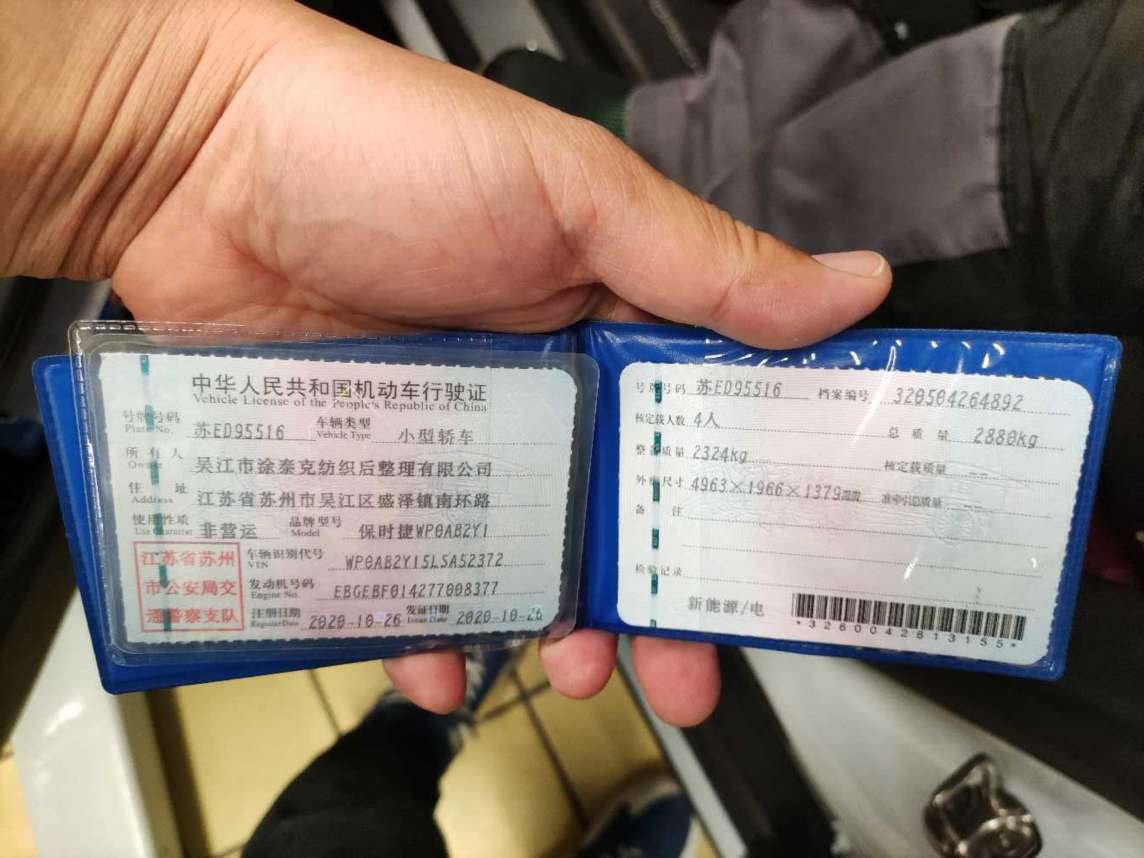 中华人民共和国机动车行驶证
Vehicle License of the People's Republic of China
号牌号码 苏ED95516 车辆类型 小型轿车
Plate No. Vehicle Type
所有人 吴江市涂泰克纺织后整理有限公司
Owner
住址 江苏省苏州市吴江区盛泽镇南环路
Address
使用性质 非营运 品牌型号 保时捷WP0AB2Y1
Use Character Model
江苏省苏州
市公安局交
通警察支队
车辆识别代号 WP0AB2Y15LSA52372
VIN
发动机号码 EBGEBF014277008377
Engine No.
注册日期 2020-10-26 发证日期 2020-10-26
Register Date Issue Date
号牌号码 苏ED95516 档案编号 320504264892
核定载人数 4人 总质量 2880kg
整备质量 2324kg 核定载质量 --
外廓尺寸 4963×1966×1379mm 准牵引总质量 --
备注
检验记录
新能源/电
*3260042613155*